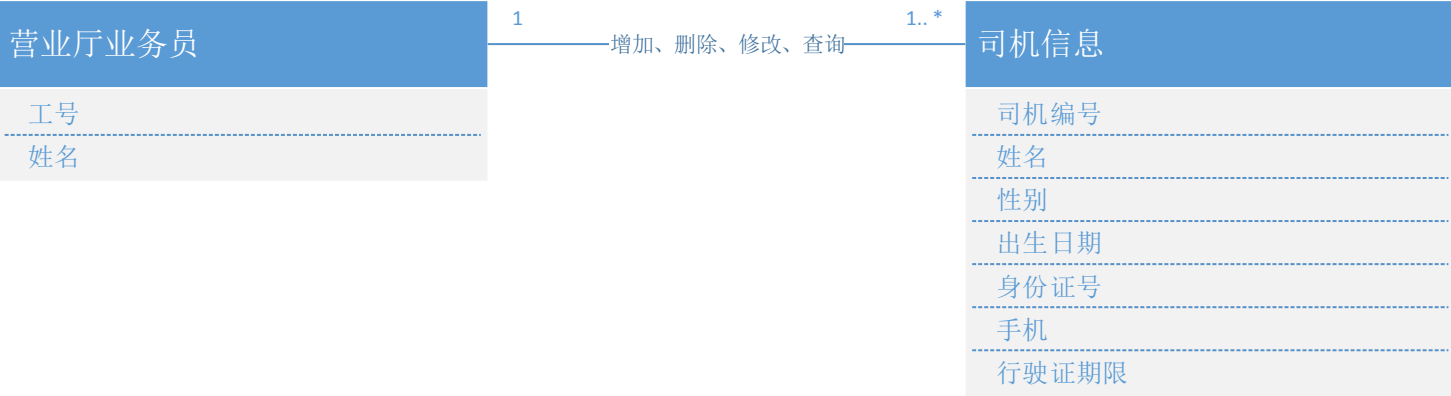 营业厅业务员
工号
姓名
1
1..*
增加、删除、修改、查询
司机信息
司机编号
姓名
性别
出生日期
身份证号
手机
行驶证期限